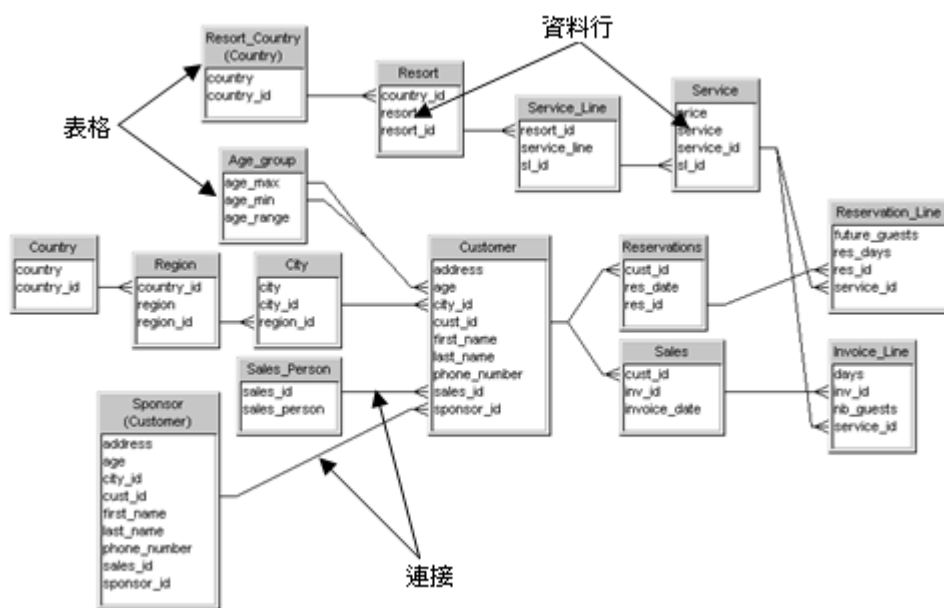 資料行
表格
Resort_Country
(Country)
country
country_id
Resort
country_id
resort
resort_id
Service_Line
resort_id
service_line
sl_id
Service
price
service
service_id
sl_id
Age_group
age_max
age_min
age_range
Country
country
country_id
Region
country_id
region
region_id
City
city
city_id
region_id
Customer
address
age
city_id
cust_id
first_name
last_name
phone_number
sales_id
sponsor_id
Reservations
cust_id
res_date
res_id
Reservation_Line
future_guests
res_days
res_id
service_id
Sales_Person
sales_id
sales_person
Sales
cust_id
inv_id
invoice_date
Invoice_Line
days
inv_id
nb_guests
service_id
Sponsor
(Customer)
address
age
city_id
cust_id
first_name
last_name
phone_number
sales_id
sponsor_id
連接